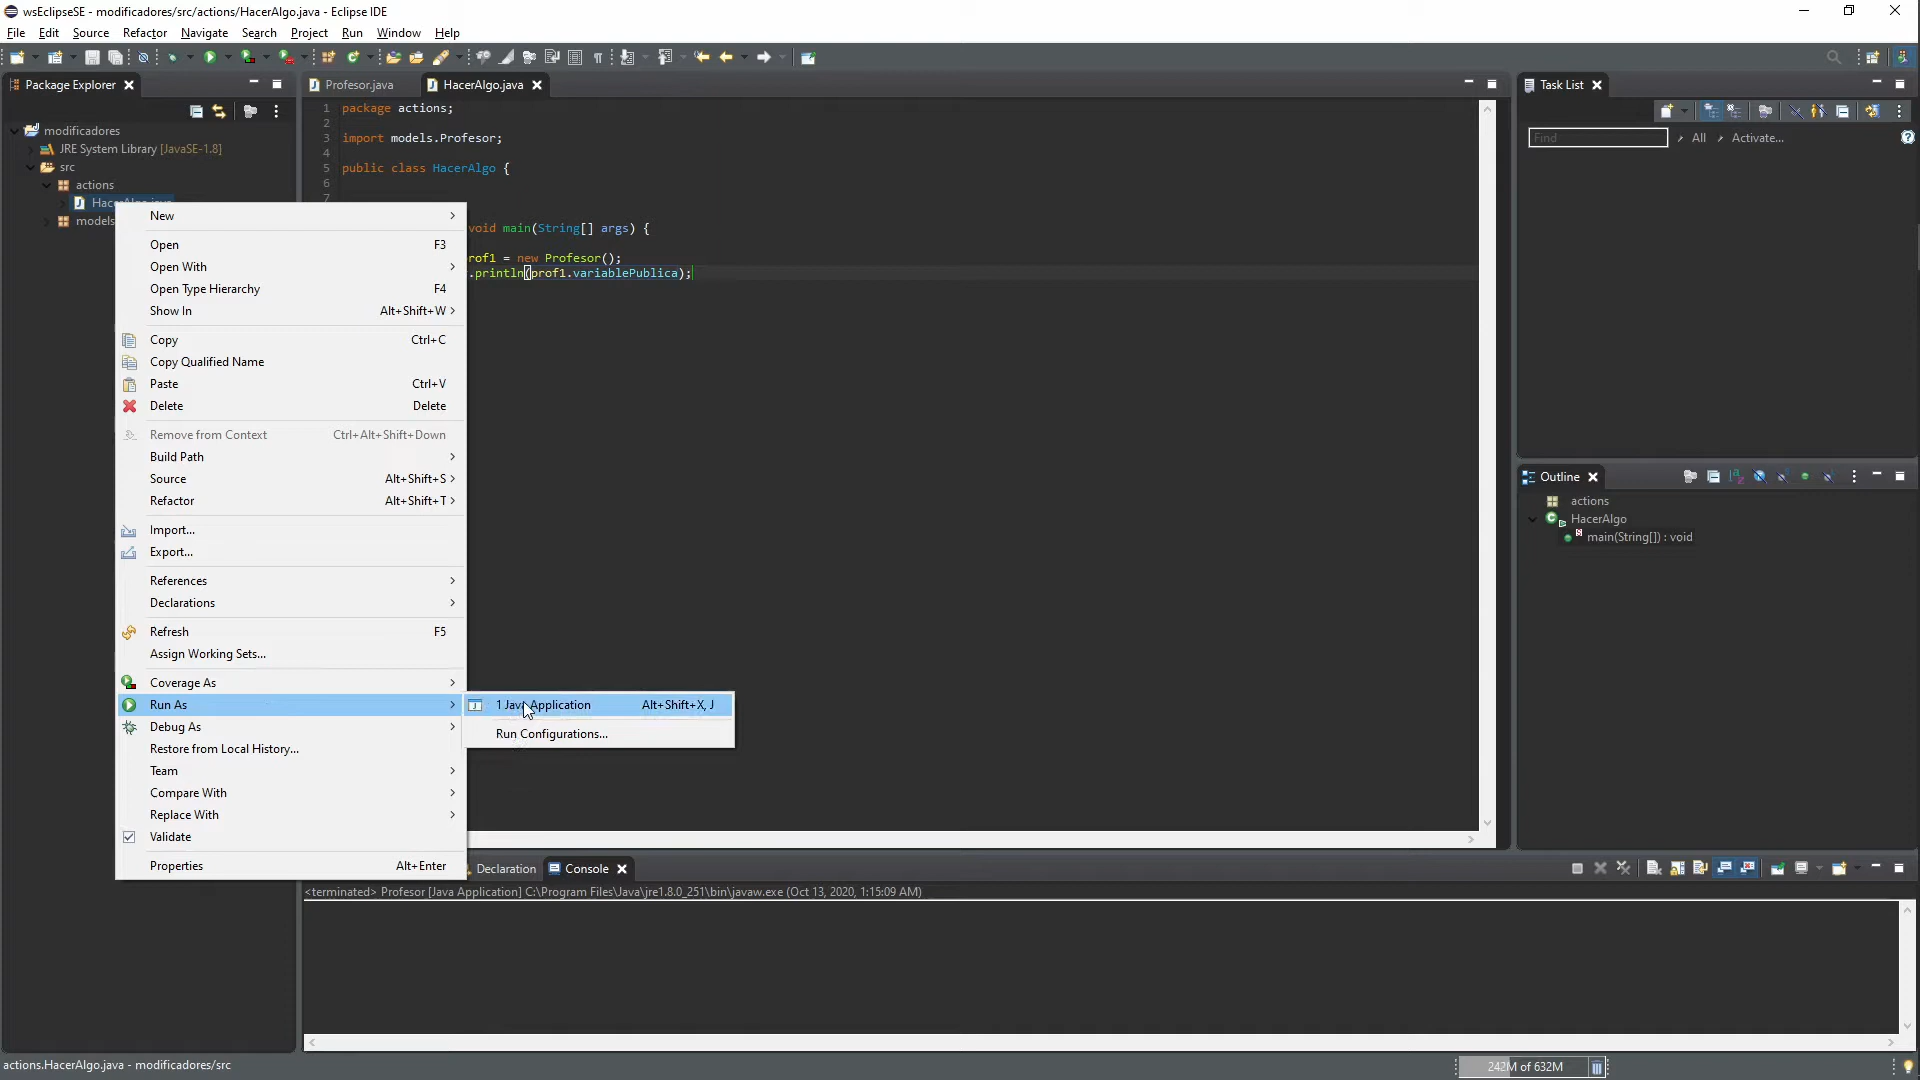 wsEclipseSE - modificadores/src/actions/HacerAlgo.java - Eclipse IDE
File Edit Source Refactor Navigate Search Project Run Window Help
Package Explorer
Profesor.java
HacerAlgo.java
Task List
modificadores
JRE System Library [JavaSE-1.8]
src
actions
models
1 package actions;
2
3 import models.Profesor;
4
5 public class HacerAlgo {
6
7
void main(String[] args) {
rof1 = new Profesor();
.println(prof1.variablePublica);
Find
All
Activate...
New
Open F3
Open With
Open Type Hierarchy F4
Show In Alt+Shift+W
Copy Ctrl+C
Copy Qualified Name
Paste Ctrl+V
Delete Delete
Remove from Context Ctrl+Alt+Shift+Down
Build Path
Source Alt+Shift+S
Refactor Alt+Shift+T
Import...
Export...
References
Declarations
Refresh F5
Assign Working Sets...
Coverage As
Run As
Debug As
Restore from Local History...
Team
Compare With
Replace With
Validate
Properties Alt+Enter
1 Java Application Alt+Shift+X, J
Run Configurations...
Outline
actions
HacerAlgo
main(String[]) : void
Declaration
Console
<terminated> Profesor [Java Application] C:\Program Files\Java\jre1.8.0_251\bin\javaw.exe (Oct 13, 2020, 1:15:09 AM)
actions.HacerAlgo.java - modificadores/src
242M of 632M